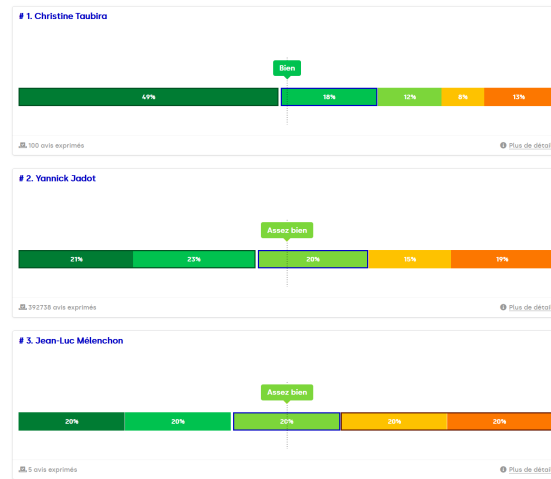 # 1. Christine Taubira
Bien
49% 18% 12% 8% 13%
100 avis exprimés Plus de détail
# 2. Yannick Jadot
Assez bien
21% 23% 20% 15% 19%
392738 avis exprimés Plus de détail
# 3. Jean-Luc Mélenchon
Assez bien
20% 20% 20% 20% 20%
5 avis exprimés Plus de détail